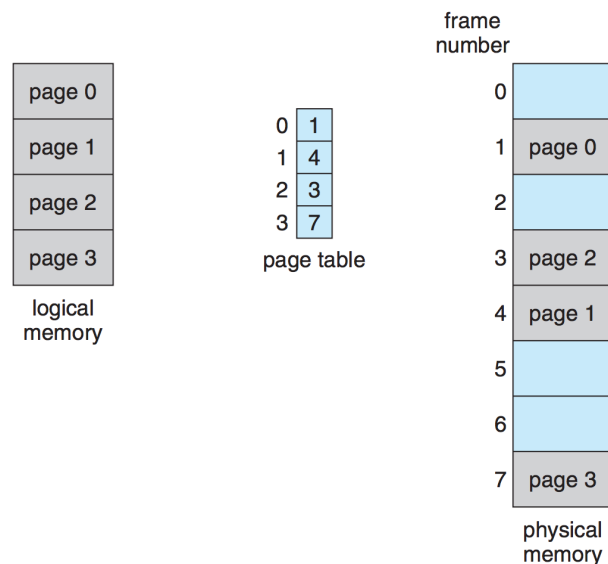 page 0
page 1
page 2
page 3
logical
memory
0 1
1 4
2 3
3 7
page table
frame
number
0
1 page 0
2
3 page 2
4 page 1
5
6
7 page 3
physical
memory